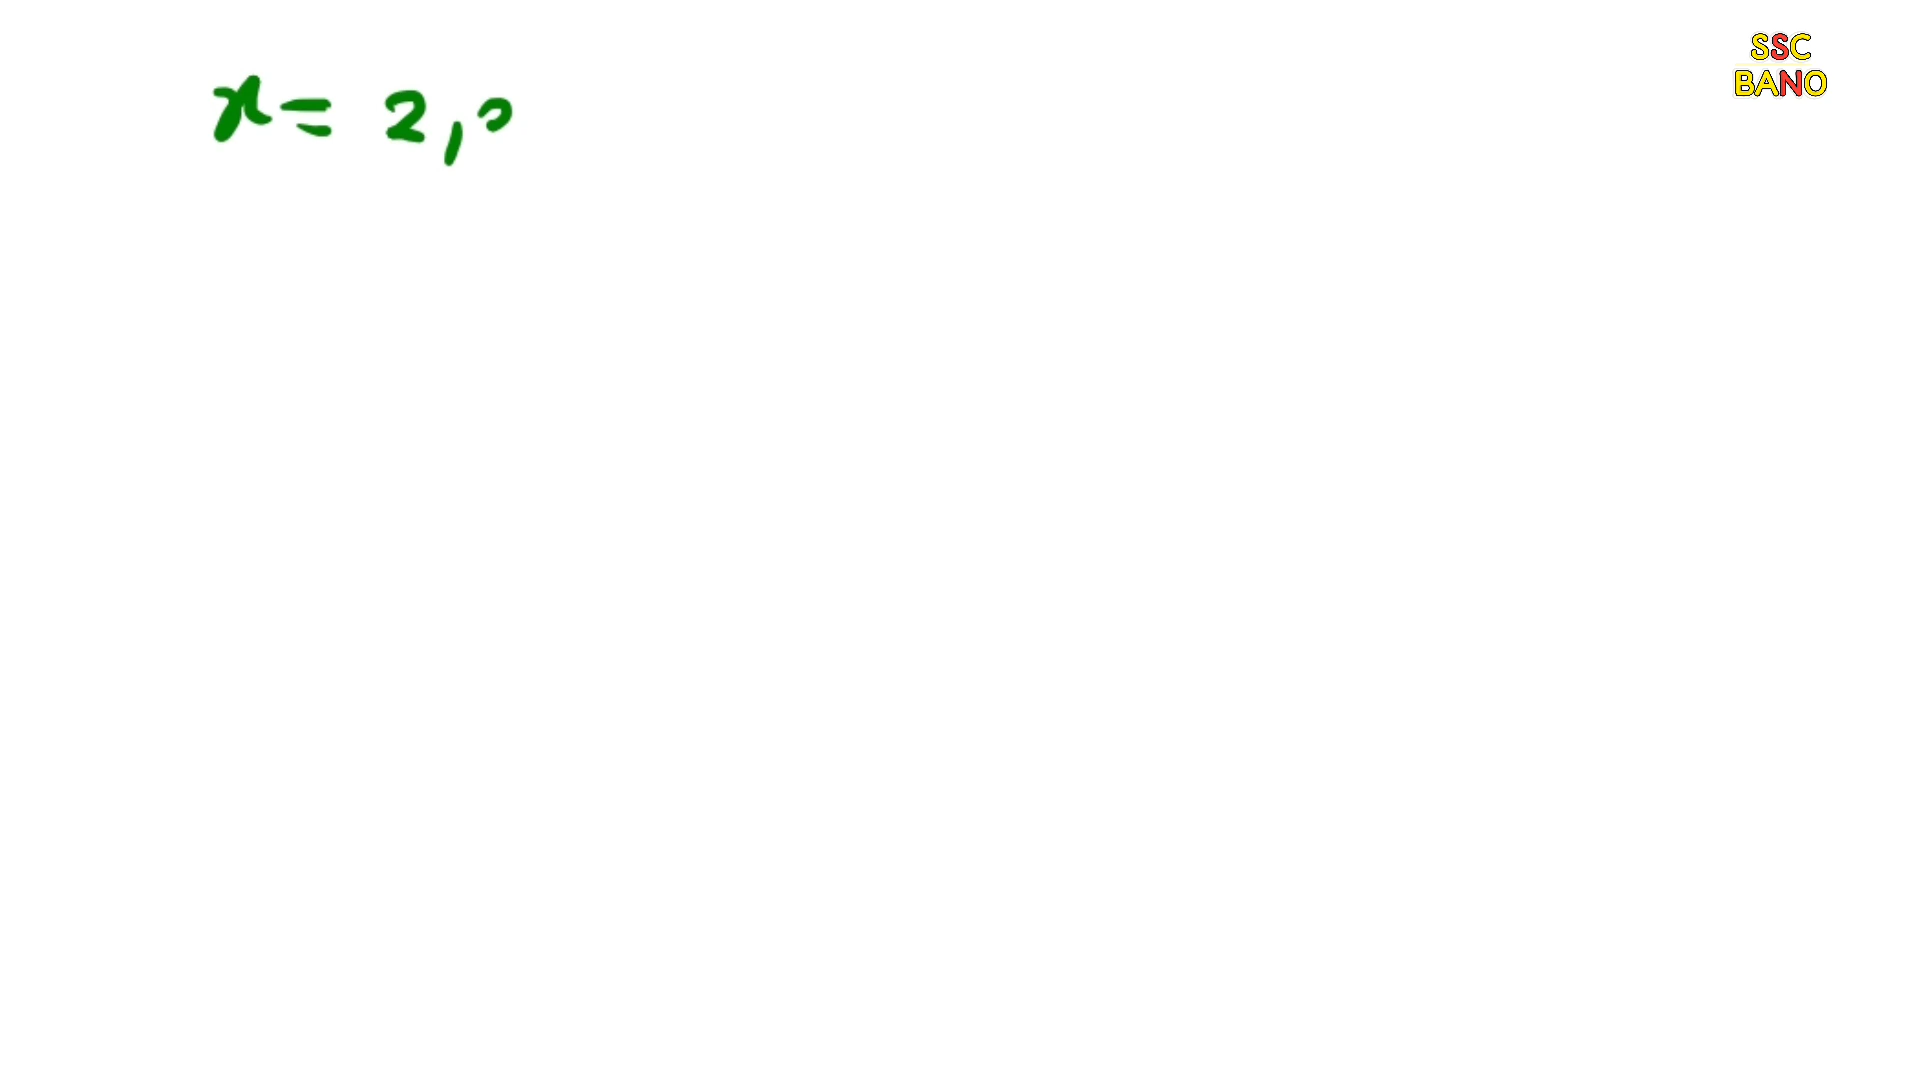 x = 2,
SSC
BANO